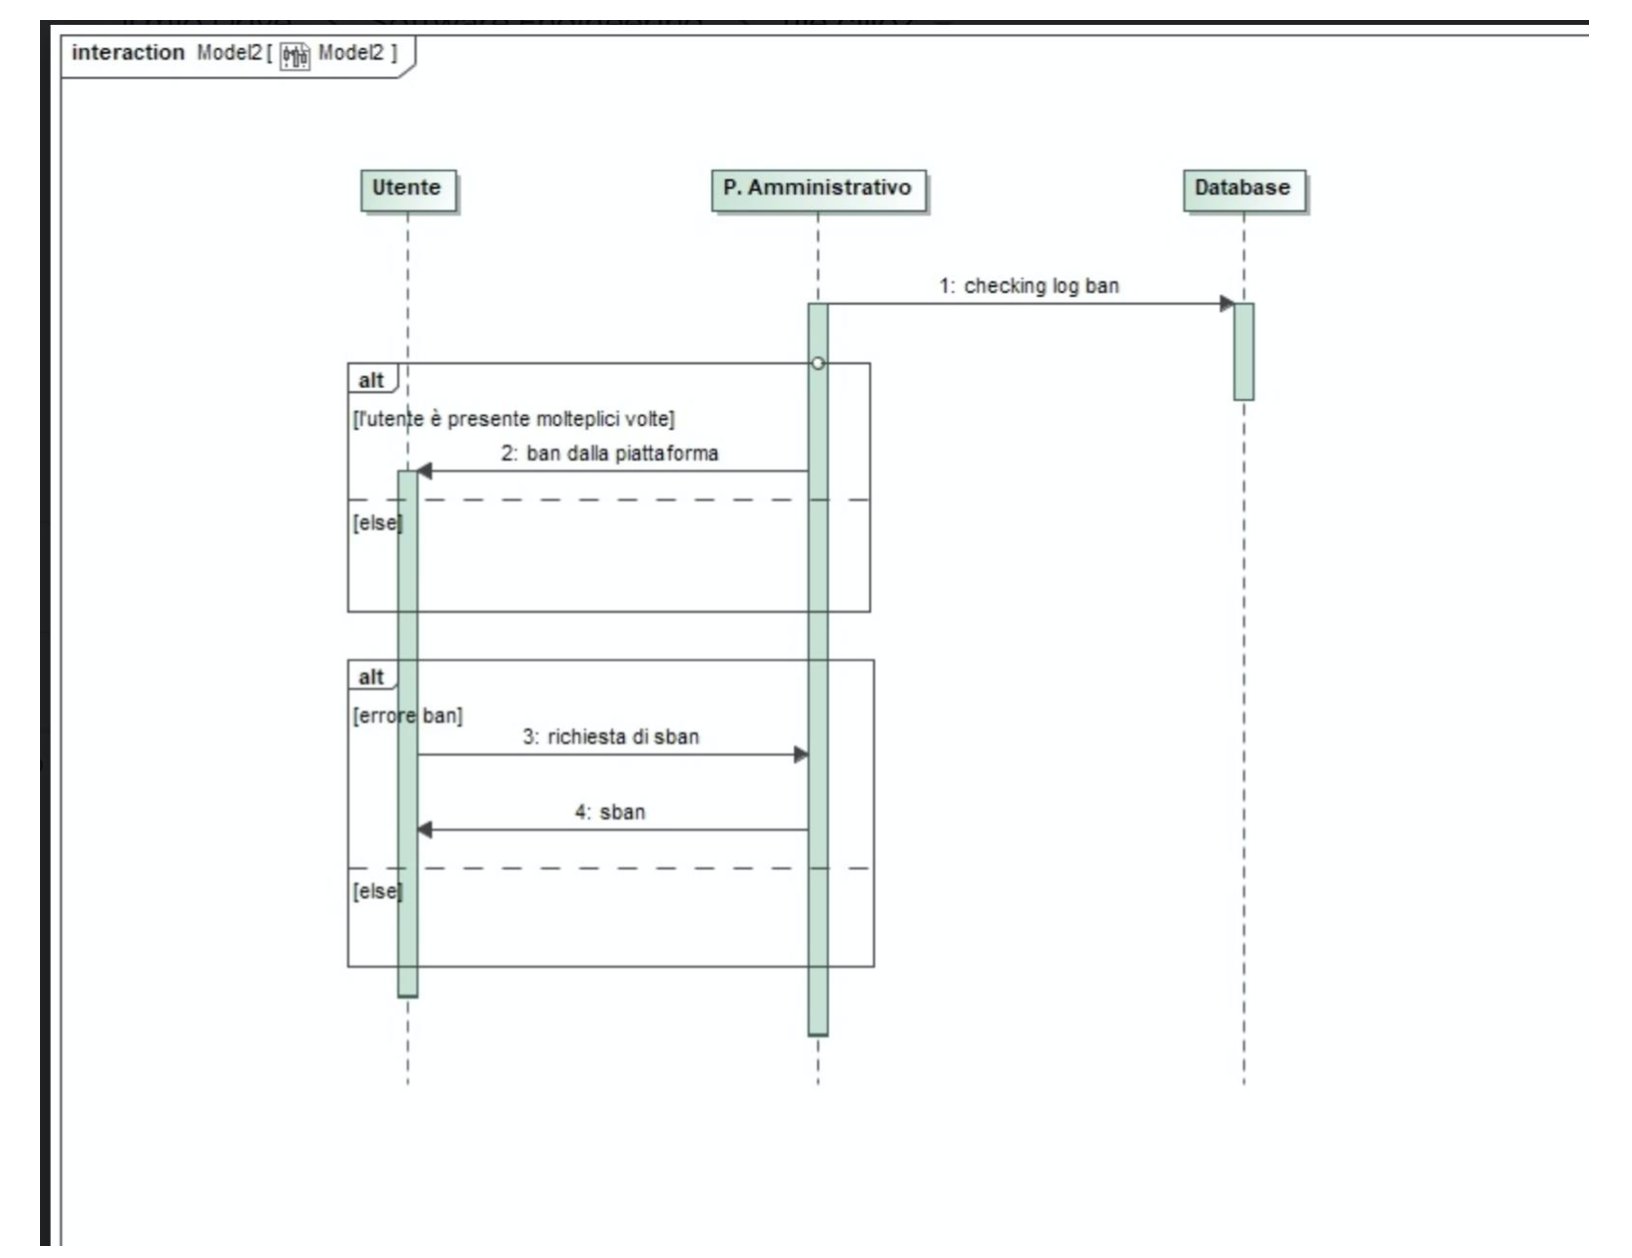 interaction Model2 [ Model2 ]
Utente
P. Amministrativo
Database
1: checking log ban
alt
[l'utente è presente molteplici volte]
2: ban dalla piattaforma
[else]
alt
[errore ban]
3: richiesta di sban
4: sban
[else]